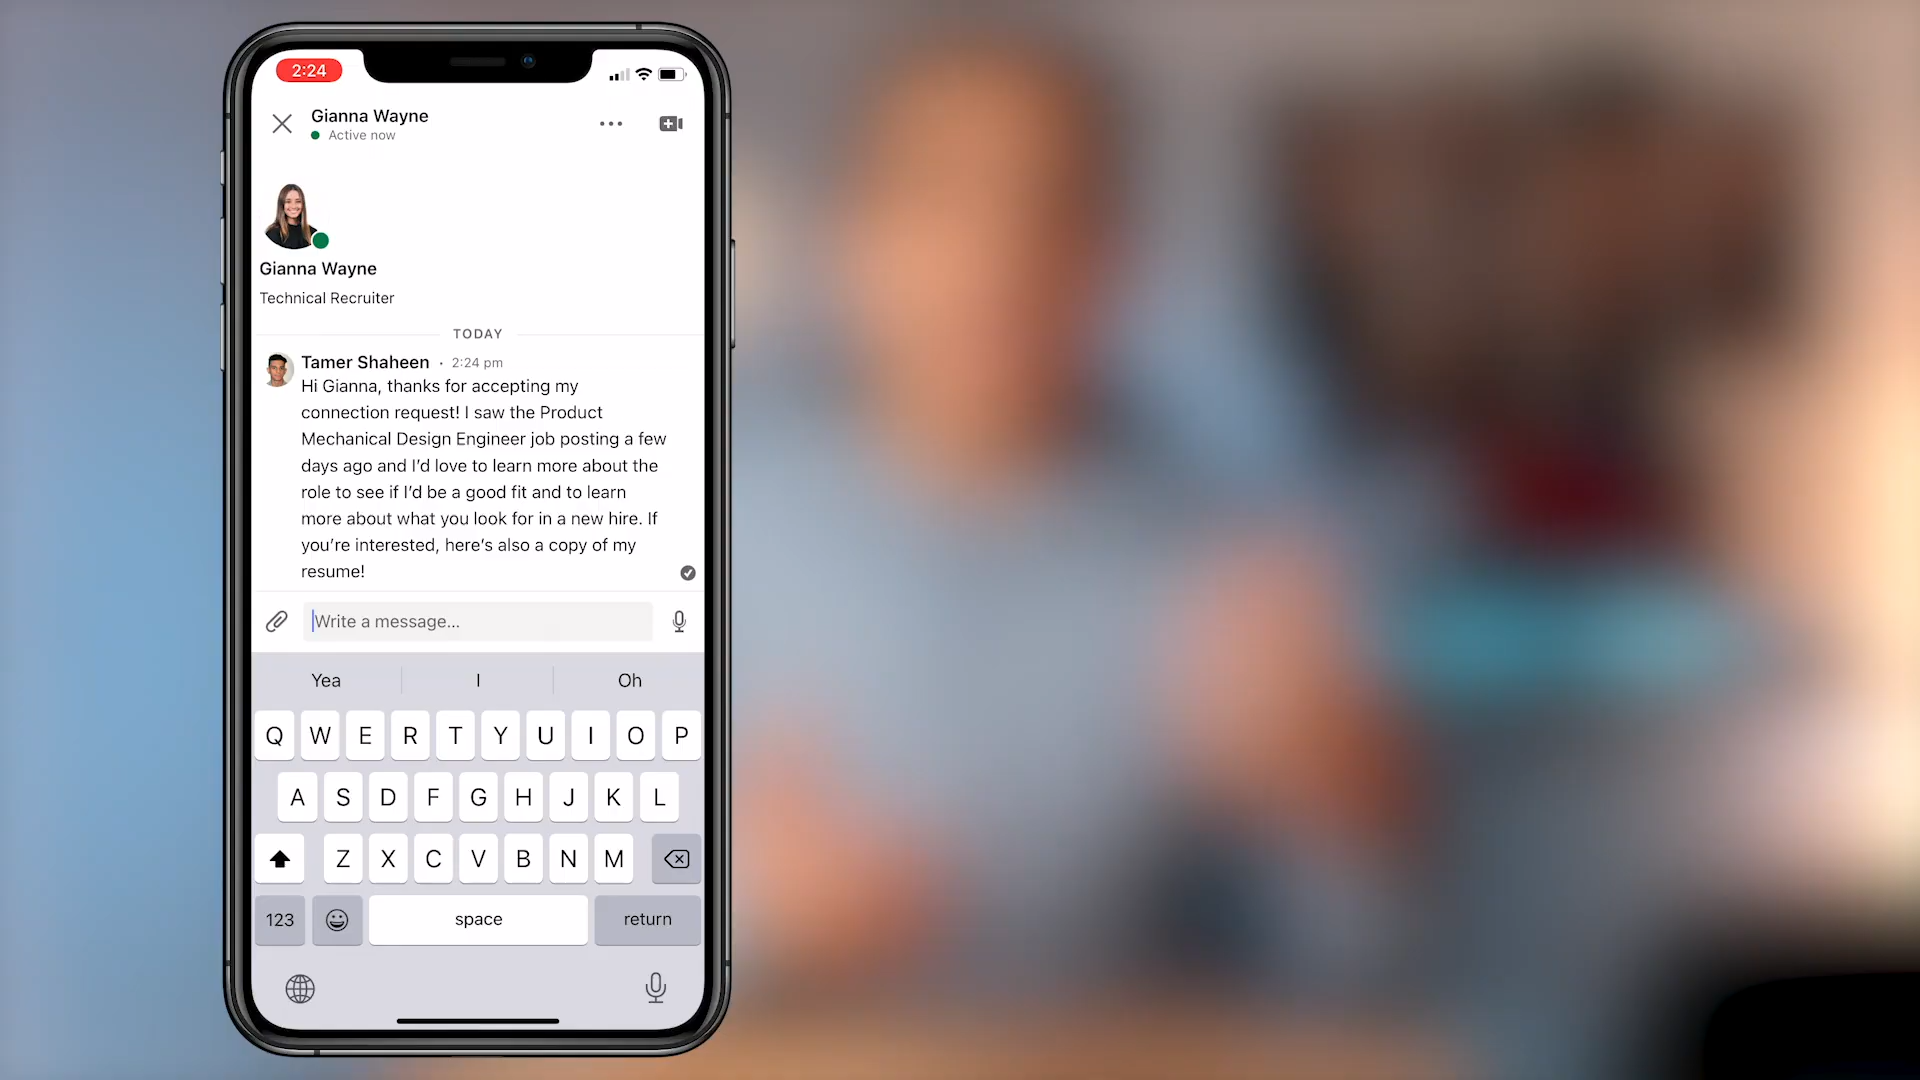 2:24
Gianna Wayne
Active now
Gianna Wayne
Technical Recruiter
TODAY
Tamer Shaheen • 2:24 pm
Hi Gianna, thanks for accepting my
connection request! I saw the Product
Mechanical Design Engineer job posting a few
days ago and I’d love to learn more about the
role to see if I’d be a good fit and to learn
more about what you look for in a new hire. If
you’re interested, here’s also a copy of my
resume!
Write a message...
Yea I Oh
Q W E R T Y U I O P
A S D F G H J K L
Z X C V B N M
123 space return